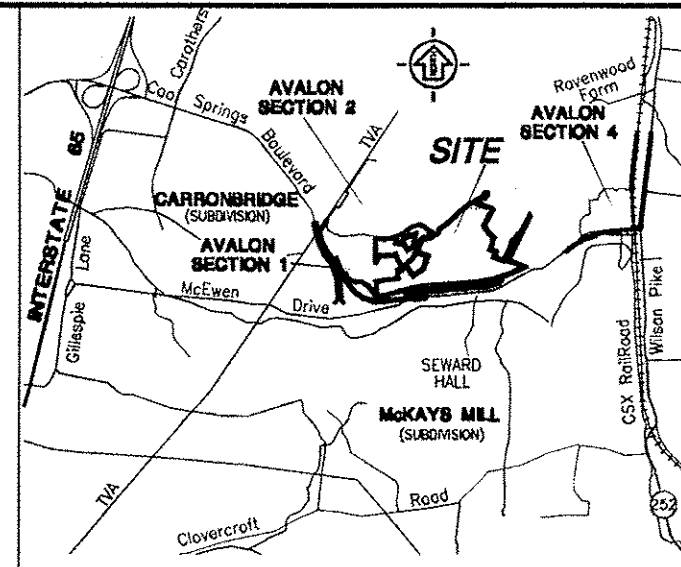 Carothers
Cool Springs Boulevard
AVALON
SECTION 2
TVA
SITE
Ravenwood
Farm
AVALON
SECTION 4
INTERSTATE 65
CARRONBRIDGE
(SUBDIVISION)
AVALON
SECTION 1
Gillespie Lane
McEwen Drive
SEWARD
HALL
McKAYS MILL
(SUBDIVISION)
CSX RailRoad
Wilson Pike
TVA
Clovercroft Road
252